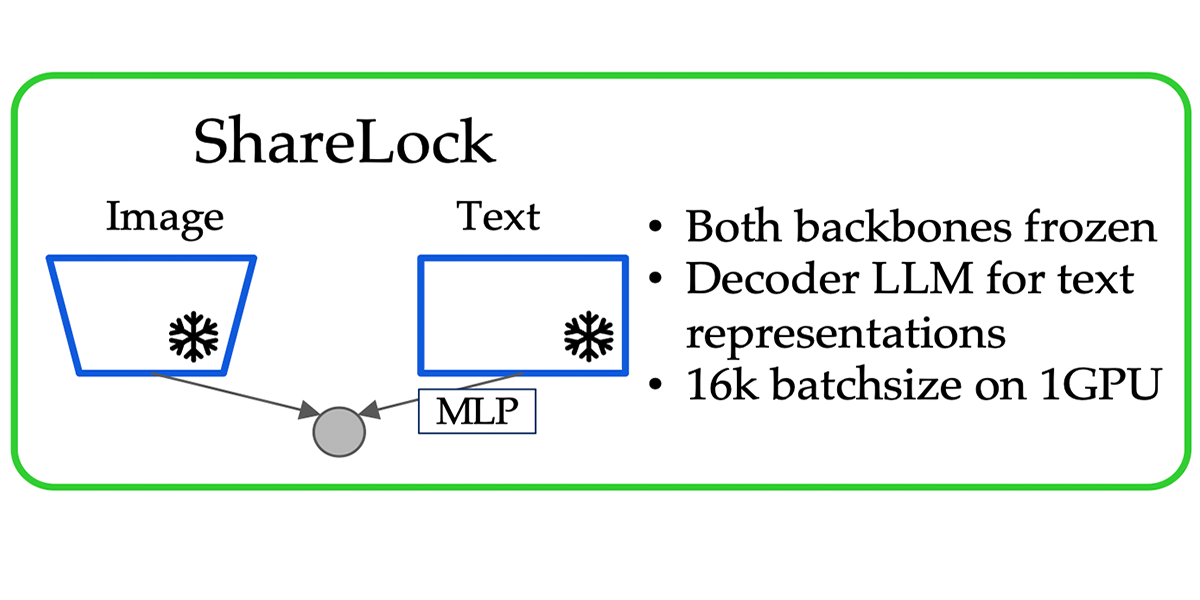 ShareLock
Image
Text
MLP
• Both backbones frozen
• Decoder LLM for text
representations
• 16k batchsize on 1GPU